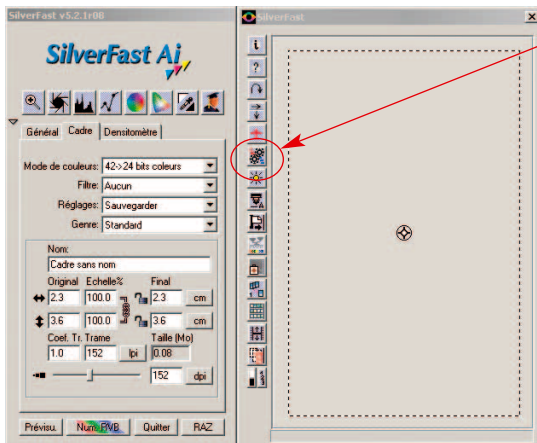 SilverFast v5.2.1r08
SilverFast
SilverFast Ai
Général Cadre Densitomètre
Mode de couleurs: 42->24 bits coleurs
Filtre: Aucun
Réglages: Sauvegarder
Genre: Standard
Nom:
Cadre sans nom
Original Echelle% Final
2.3 100.0 2.3 cm
3.6 100.0 3.6 cm
Coef. Tr. Trame Taille (Mo)
1.0 152 lpi 0.08
152 dpi
Prévisu. Num. RVB Quitter RAZ
i
?